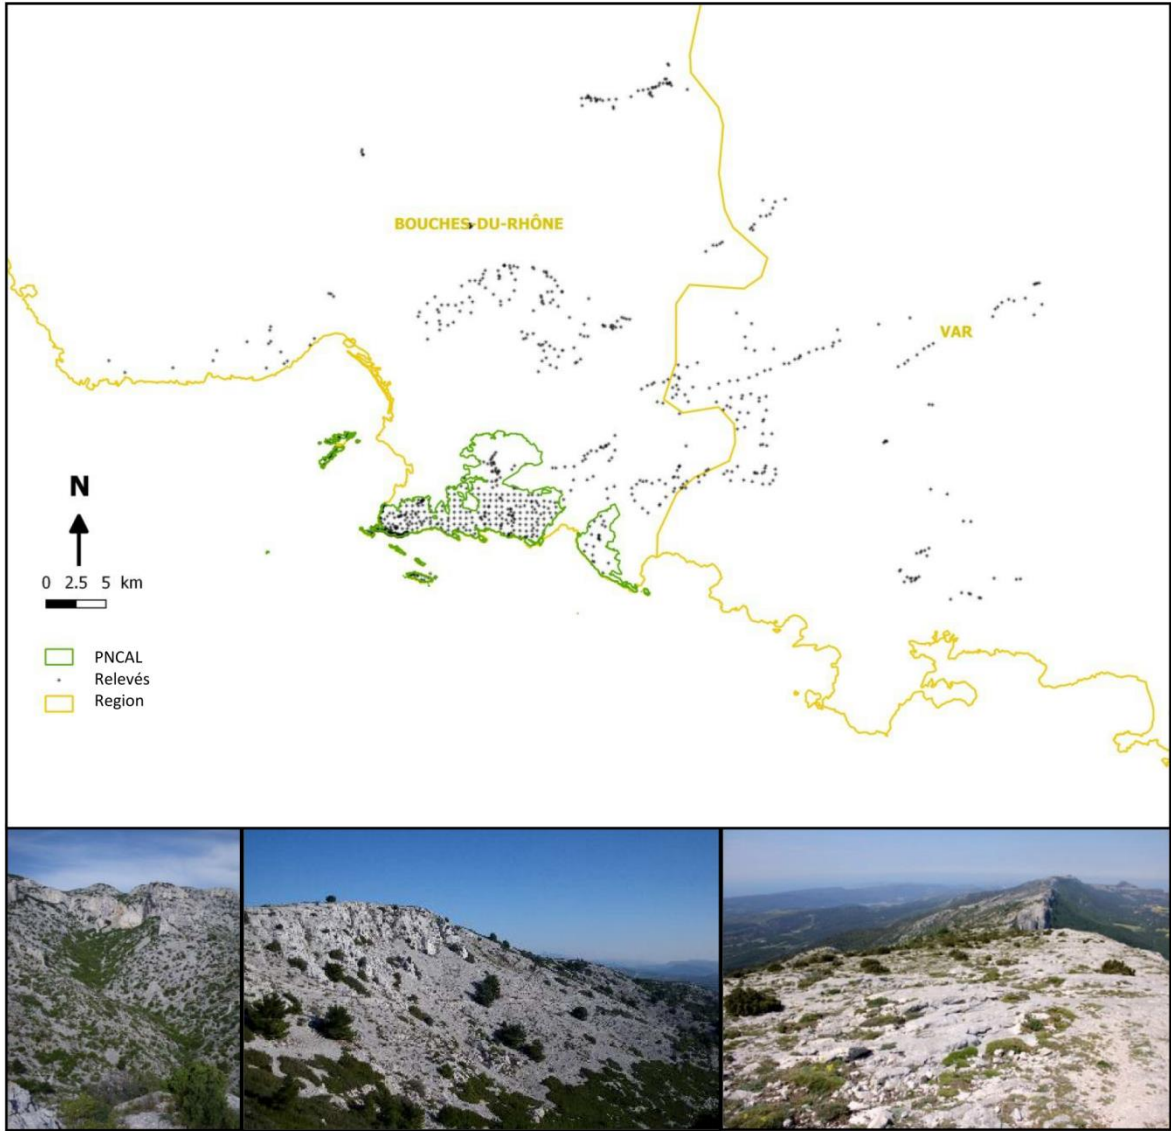 BOUCHES-DU-RHÔNE
VAR
N
0 2.5 5 km
PNCAL
Relevés
Region